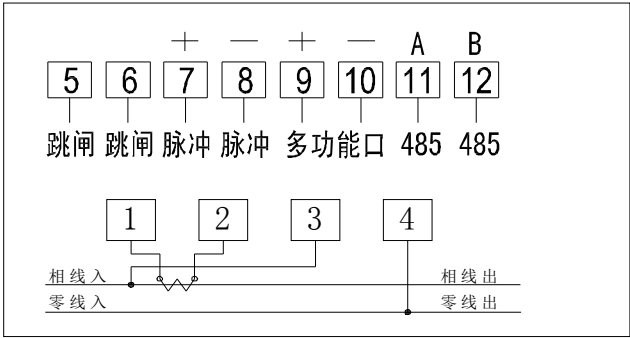 + — + — A B
5 6 7 8 9 10 11 12
跳闸 跳闸 脉冲 脉冲 多功能口 485 485
1 2 3 4
相线入 相线出
零线入 零线出